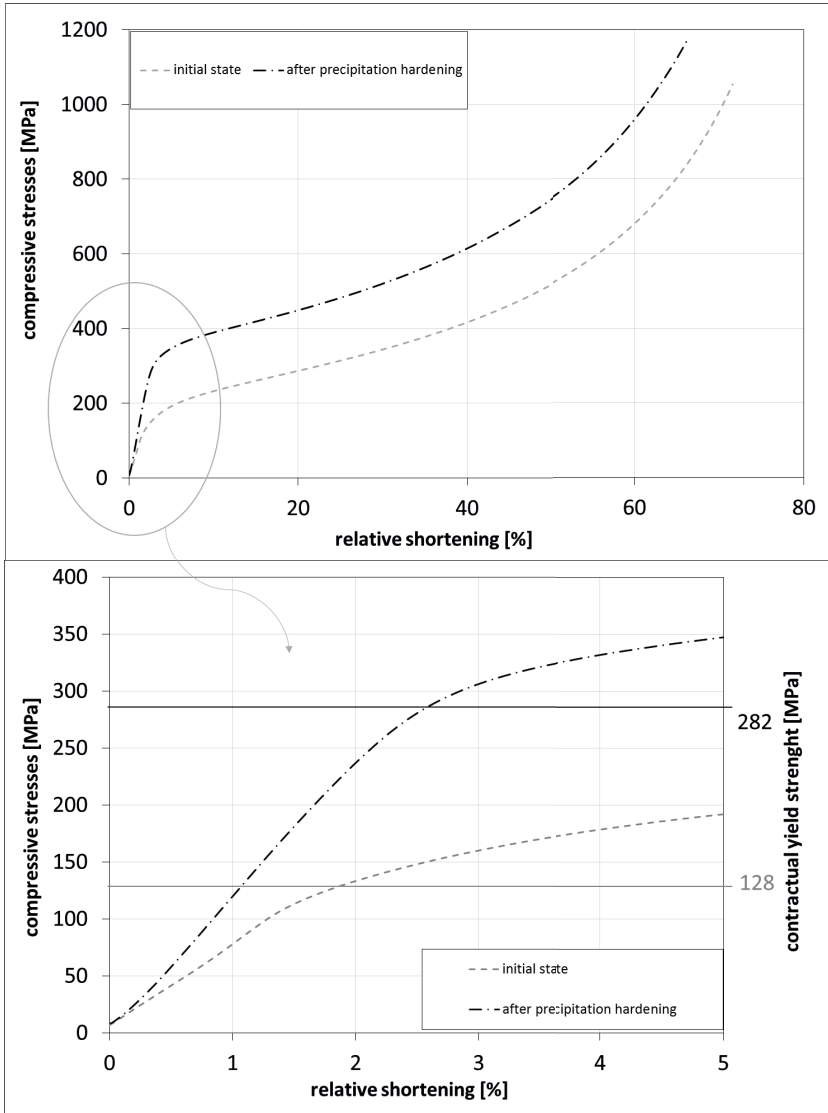 1200
1000
800
600
400
200
0
compressive stresses [MPa]
initial state
after precipitation hardening
0 20 40 60 80
relative shortening [%]
400
350
300
250
200
150
100
50
0
compressive stresses [MPa]
282
128
contractual yield strenght [MPa]
initial state
after precipitation hardening
0 1 2 3 4 5
relative shortening [%]